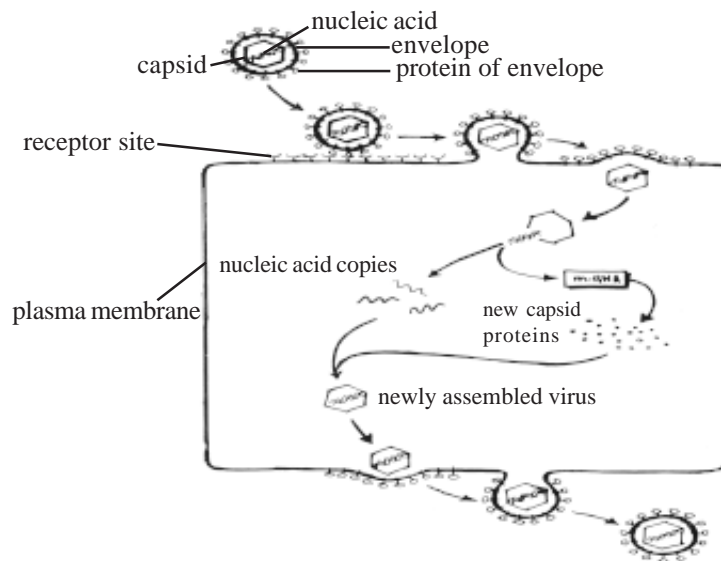 nucleic acid
envelope
capsid
protein of envelope
receptor site
nucleic acid copies
plasma membrane
new capsid
proteins
newly assembled virus